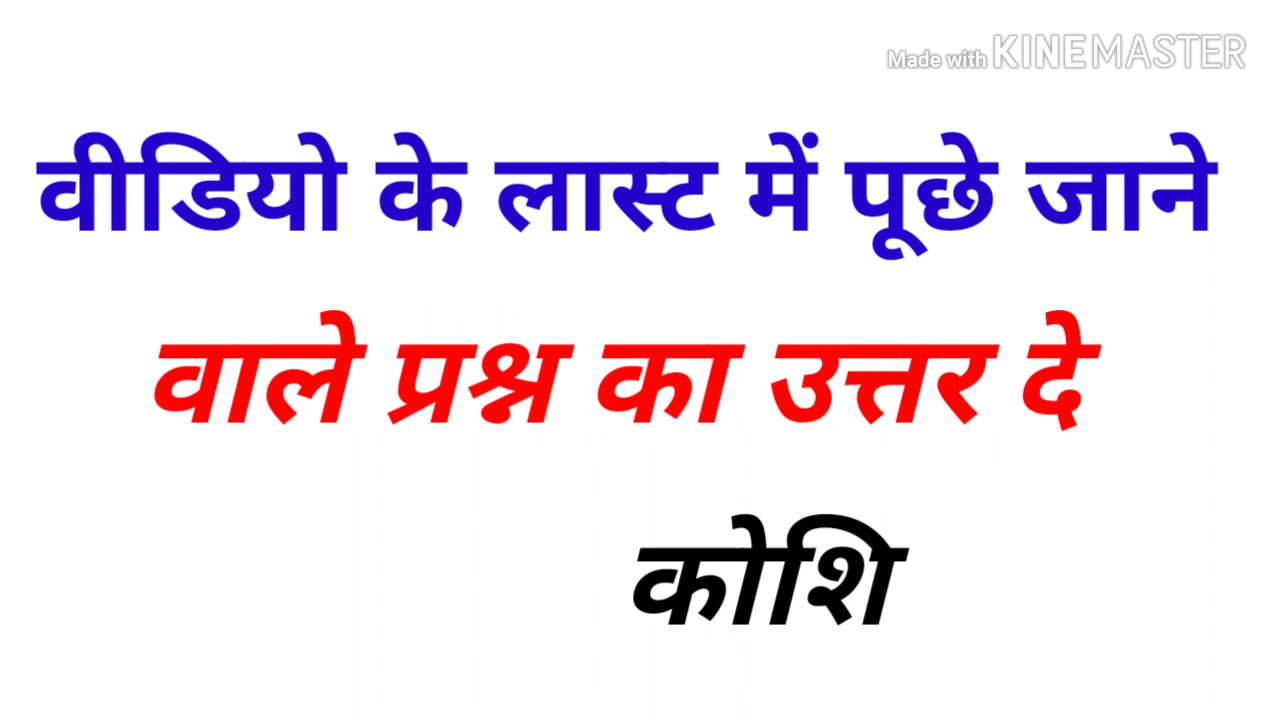 Made with KINEMASTER
वीडियो के लास्ट में पूछे जाने
वाले प्रश्न का उत्तर दे
कोशि